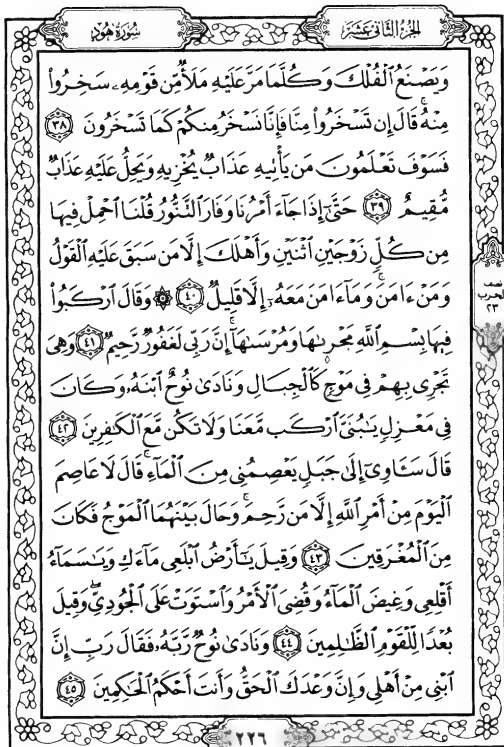 الجزء الثاني عشر
سورة هود
وَيَصْنَعُ ٱلْفُلْكَ وَكُلَّمَا مَرَّ عَلَيْهِ مَلَأٌ مِّن قَوْمِهِۦ سَخِرُوا۟
مِنْهُ ۚ قَالَ إِن تَسْخَرُوا۟ مِنَّا فَإِنَّا نَسْخَرُ مِنكُمْ كَمَا تَسْخَرُونَ ٣٨
فَسَوْفَ تَعْلَمُونَ مَن يَأْتِيهِ عَذَابٌ يُخْزِيهِ وَيَحِلُّ عَلَيْهِ عَذَابٌ
مُّقِيمٌ ٣٩ حَتَّىٰٓ إِذَا جَآءَ أَمْرُنَا وَفَارَ ٱلتَّنُّورُ قُلْنَا ٱحْمِلْ فِيهَا
مِن كُلٍّ زَوْجَيْنِ ٱثْنَيْنِ وَأَهْلَكَ إِلَّا مَن سَبَقَ عَلَيْهِ ٱلْقَوْلُ
وَمَنْ ءَامَنَ ۚ وَمَآ ءَامَنَ مَعَهُۥٓ إِلَّا قَلِيلٌ ٤٠ ۞ وَقَالَ ٱرْكَبُوا۟
فِيهَا بِسْمِ ٱللَّهِ مَجْر۪ىٰهَا وَمُرْسَىٰهَآ ۚ إِنَّ رَبِّى لَغَفُورٌ رَّحِيمٌ ٤١ وَهِىَ
تَجْرِى بِهِمْ فِى مَوْجٍ كَٱلْجِبَالِ وَنَادَىٰ نُوحٌ ٱبْنَهُۥ وَكَانَ
فِى مَعْزِلٍ يَٰبُنَىَّ ٱرْكَب مَّعَنَا وَلَا تَكُن مَّعَ ٱلْكَٰفِرِينَ ٤٢
قَالَ سَـَٔاوِىٓ إِلَىٰ جَبَلٍ يَعْصِمُنِى مِنَ ٱلْمَآءِ ۚ قَالَ لَا عَاصِمَ
ٱلْيَوْمَ مِنْ أَمْرِ ٱللَّهِ إِلَّا مَن رَّحِمَ ۚ وَحَالَ بَيْنَهُمَا ٱلْمَوْجُ فَكَانَ
مِنَ ٱلْمُغْرَقِينَ ٤٣ وَقِيلَ يَٰٓأَرْضُ ٱبْلَعِى مَآءَكِ وَيَٰسَمَآءُ
أَقْلِعِى وَغِيضَ ٱلْمَآءُ وَقُضِىَ ٱلْأَمْرُ وَٱسْتَوَتْ عَلَى ٱلْجُودِىِّ ۖ وَقِيلَ
بُعْدًا لِّلْقَوْمِ ٱلظَّٰلِمِينَ ٤٤ وَنَادَىٰ نُوحٌ رَّبَّهُۥ فَقَالَ رَبِّ إِنَّ
ٱبْنِى مِنْ أَهْلِى وَإِنَّ وَعْدَكَ ٱلْحَقُّ وَأَنتَ أَحْكَمُ ٱلْحَٰكِمِينَ ٤٥
نصف
الحزب
٢٣
٢٢٦